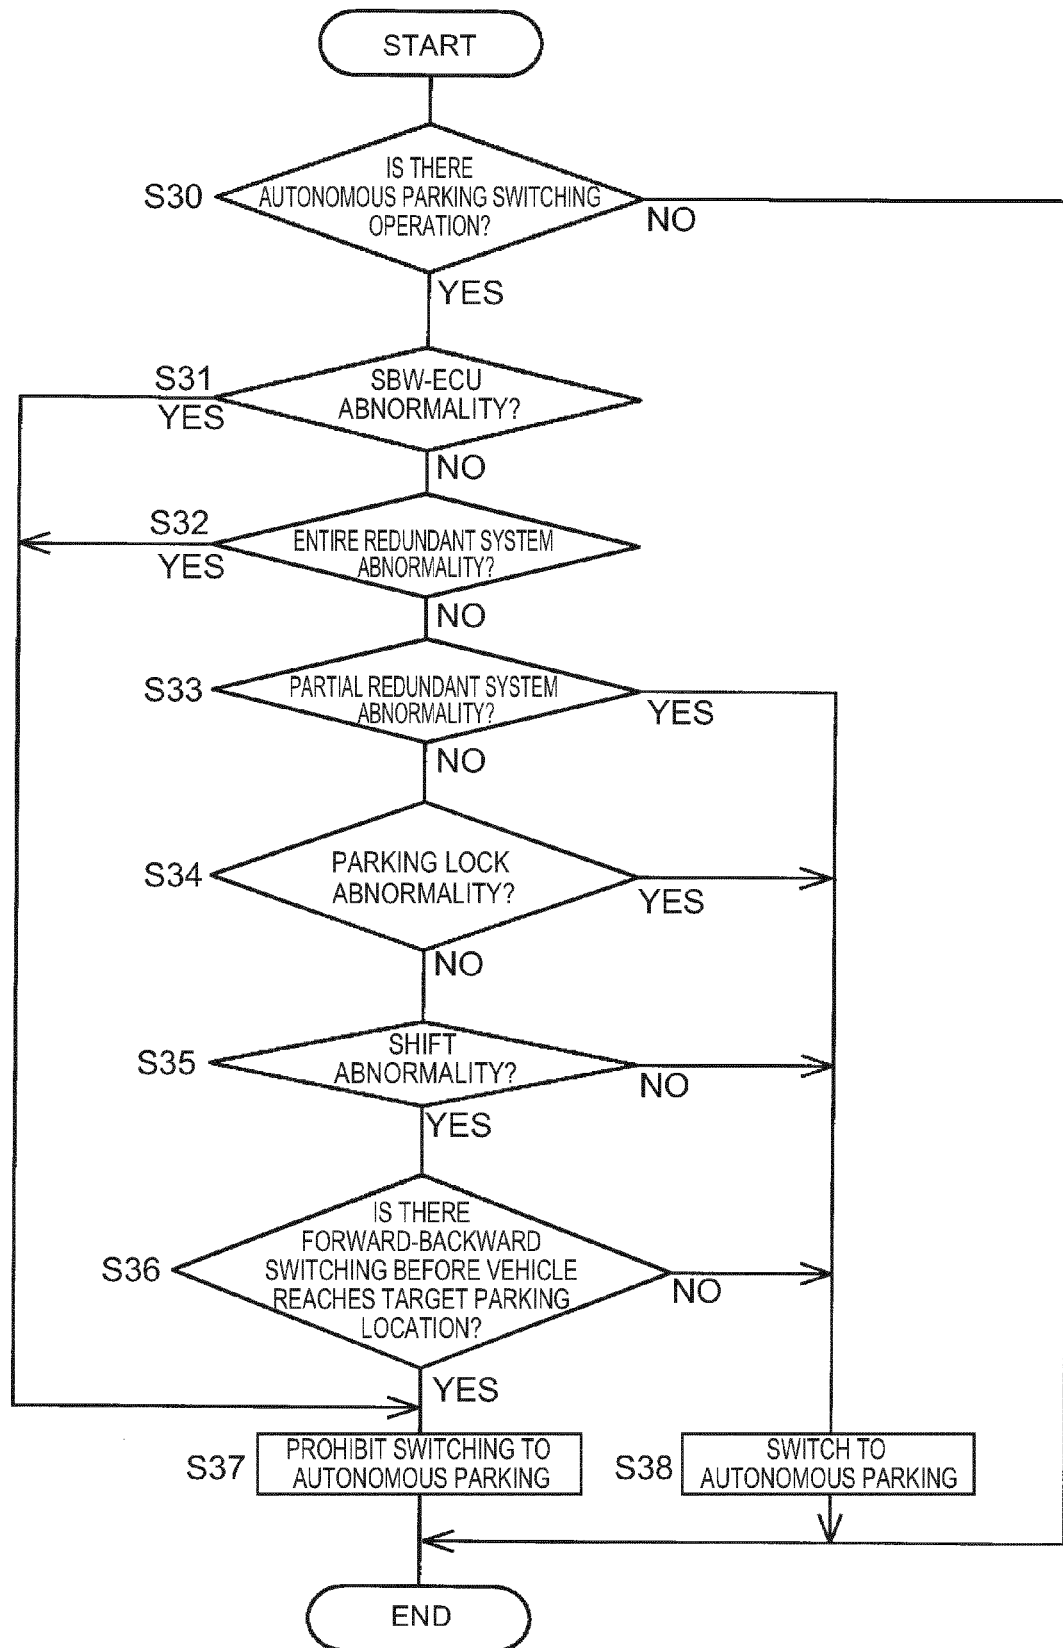 START
IS THERE
AUTONOMOUS PARKING SWITCHING
OPERATION?
S30
NO
YES
S31
SBW-ECU
ABNORMALITY?
YES
NO
S32
ENTIRE REDUNDANT SYSTEM
ABNORMALITY?
YES
NO
S33
PARTIAL REDUNDANT SYSTEM
ABNORMALITY?
YES
NO
S34
PARKING LOCK
ABNORMALITY?
YES
NO
S35
SHIFT
ABNORMALITY?
NO
YES
S36
IS THERE
FORWARD-BACKWARD
SWITCHING BEFORE VEHICLE
REACHES TARGET PARKING
LOCATION?
NO
YES
S37
PROHIBIT SWITCHING TO
AUTONOMOUS PARKING
S38
SWITCH TO
AUTONOMOUS PARKING
END